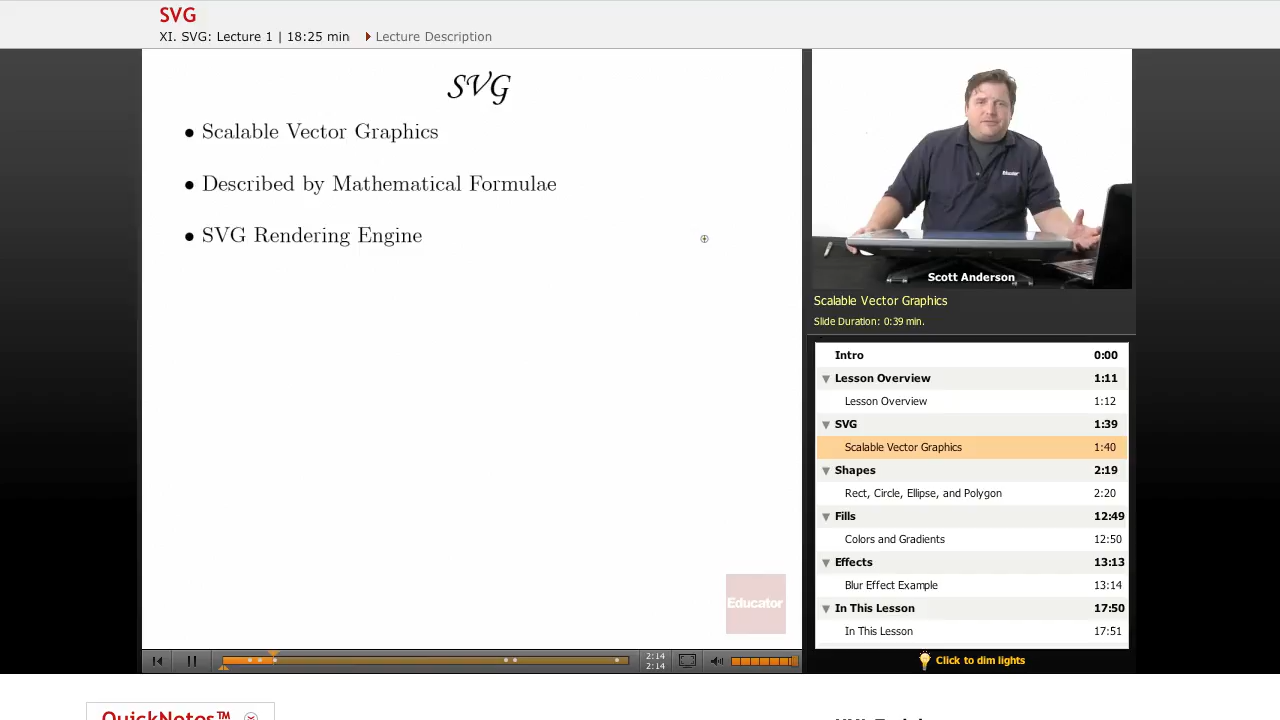 SVG
XI. SVG: Lecture 1 | 18:25 min Lecture Description
SVG
Scalable Vector Graphics
Described by Mathematical Formulae
SVG Rendering Engine
Educator
Scott Anderson
Scalable Vector Graphics
Slide Duration: 0:39 min.
Intro 0:00
Lesson Overview 1:11
Lesson Overview 1:12
SVG 1:39
Scalable Vector Graphics 1:40
Shapes 2:19
Rect, Circle, Ellipse, and Polygon 2:20
Fills 12:49
Colors and Gradients 12:50
Effects 13:13
Blur Effect Example 13:14
In This Lesson 17:50
In This Lesson 17:51
Educator
2:14
2:14
Click to dim lights
QuickNotes™